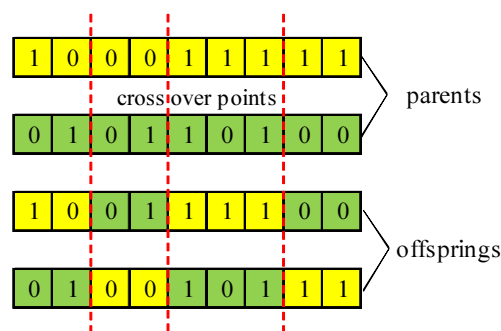 1 0 0 0 1 1 1 1 1
cross over points
parents
0 1 0 1 1 0 1 0 0
1 0 0 1 1 1 1 0 0
offsprings
0 1 0 0 1 0 1 1 1